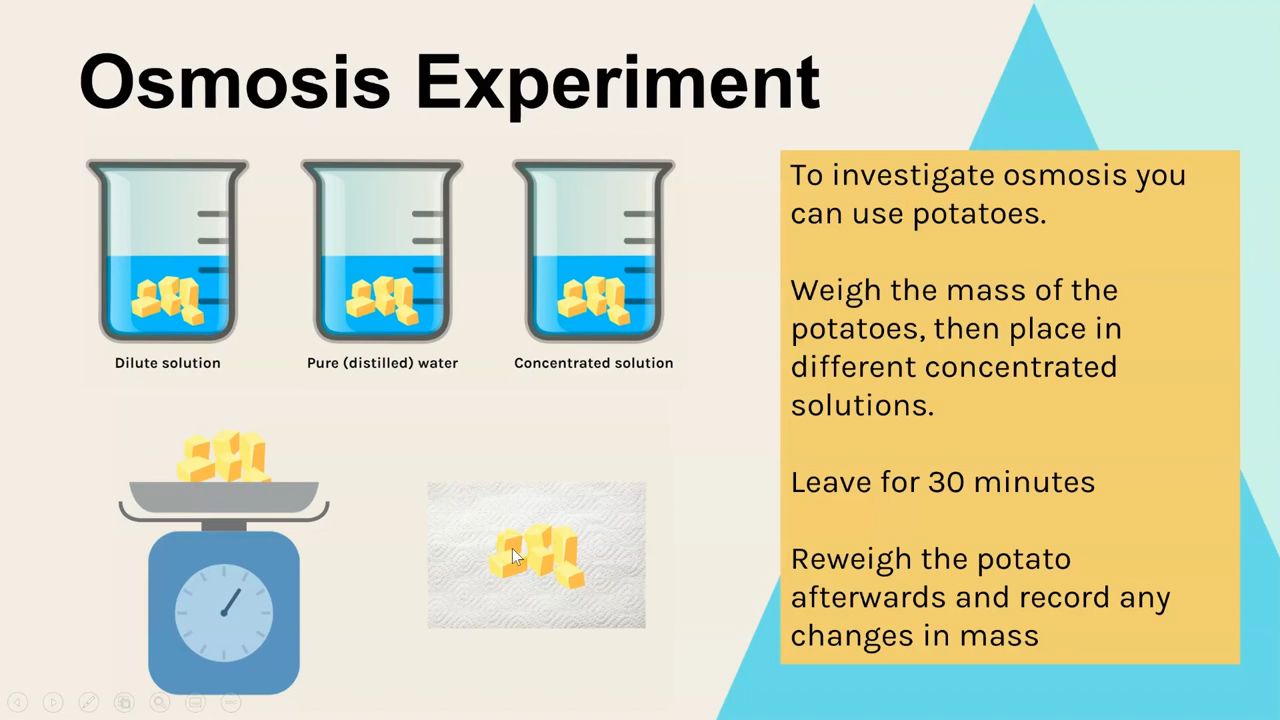 Osmosis Experiment
Dilute solution
Pure (distilled) water
Concentrated solution
To investigate osmosis you
can use potatoes.
Weigh the mass of the
potatoes, then place in
different concentrated
solutions.
Leave for 30 minutes
Reweigh the potato
afterwards and record any
changes in mass